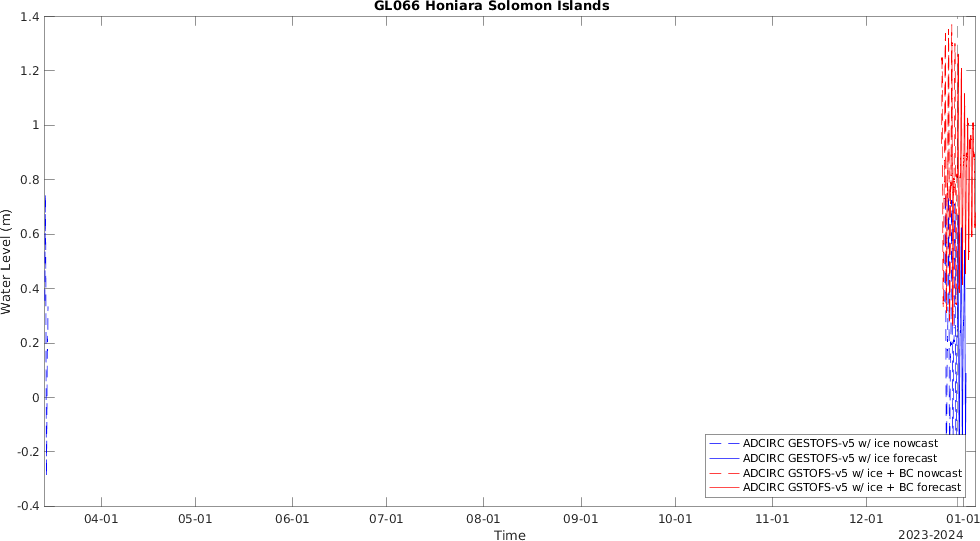 GL066 Honiara Solomon Islands
1.4
1.2
1
0.8
0.6
0.4
0.2
0
-0.2
-0.4
Water Level (m)
ADCIRC GESTOFS-v5 w/ ice nowcast
ADCIRC GESTOFS-v5 w/ ice forecast
ADCIRC GSTOFS-v5 w/ ice + BC nowcast
ADCIRC GSTOFS-v5 w/ ice + BC forecast
04-01 05-01 06-01 07-01 08-01 09-01 10-01 11-01 12-01 01-01
Time
2023-2024